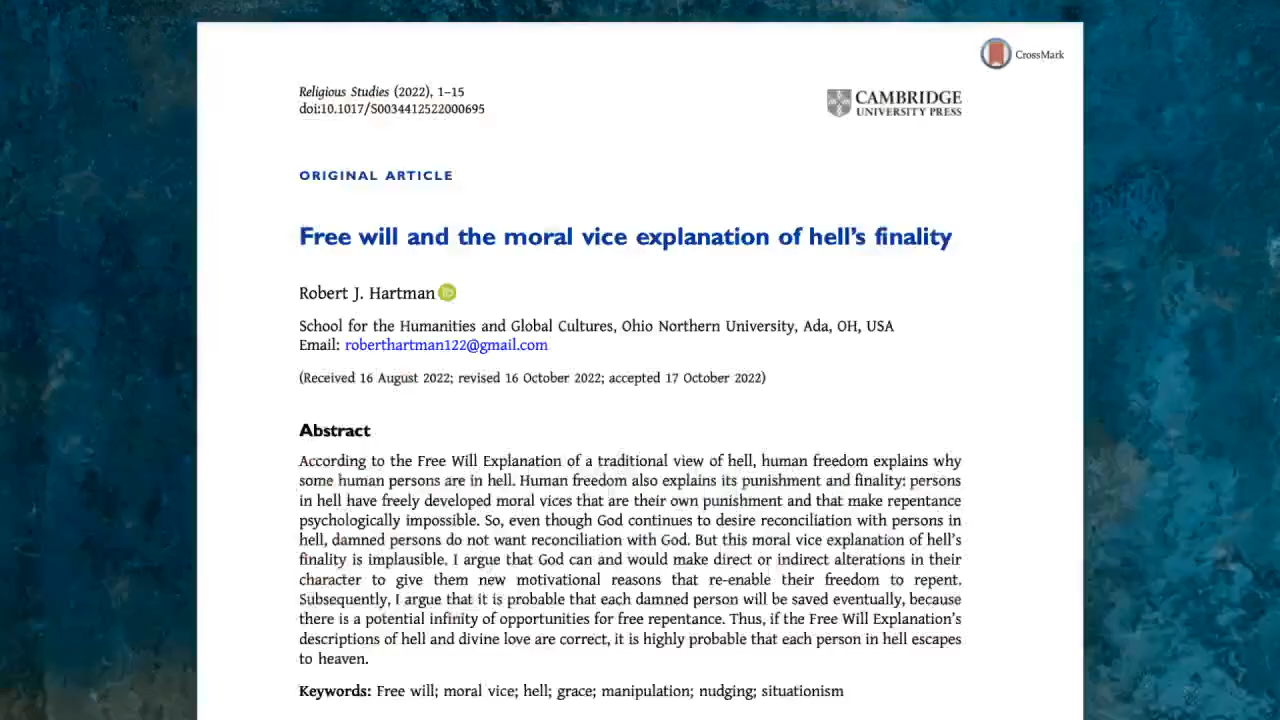 CrossMark
Religious Studies (2022), 1–15
doi:10.1017/S0034412522000695
CAMBRIDGE
UNIVERSITY PRESS
ORIGINAL ARTICLE
Free will and the moral vice explanation of hell’s finality
Robert J. Hartman iD
School for the Humanities and Global Cultures, Ohio Northern University, Ada, OH, USA
Email: roberthartman122@gmail.com
(Received 16 August 2022; revised 16 October 2022; accepted 17 October 2022)
Abstract
According to the Free Will Explanation of a traditional view of hell, human freedom explains why
some human persons are in hell. Human freedom also explains its punishment and finality: persons
in hell have freely developed moral vices that are their own punishment and that make repentance
psychologically impossible. So, even though God continues to desire reconciliation with persons in
hell, damned persons do not want reconciliation with God. But this moral vice explanation of hell’s
finality is implausible. I argue that God can and would make direct or indirect alterations in their
character to give them new motivational reasons that re-enable their freedom to repent.
Subsequently, I argue that it is probable that each damned person will be saved eventually, because
there is a potential infinity of opportunities for free repentance. Thus, if the Free Will Explanation’s
descriptions of hell and divine love are correct, it is highly probable that each person in hell escapes
to heaven.
Keywords: Free will; moral vice; hell; grace; manipulation; nudging; situationism